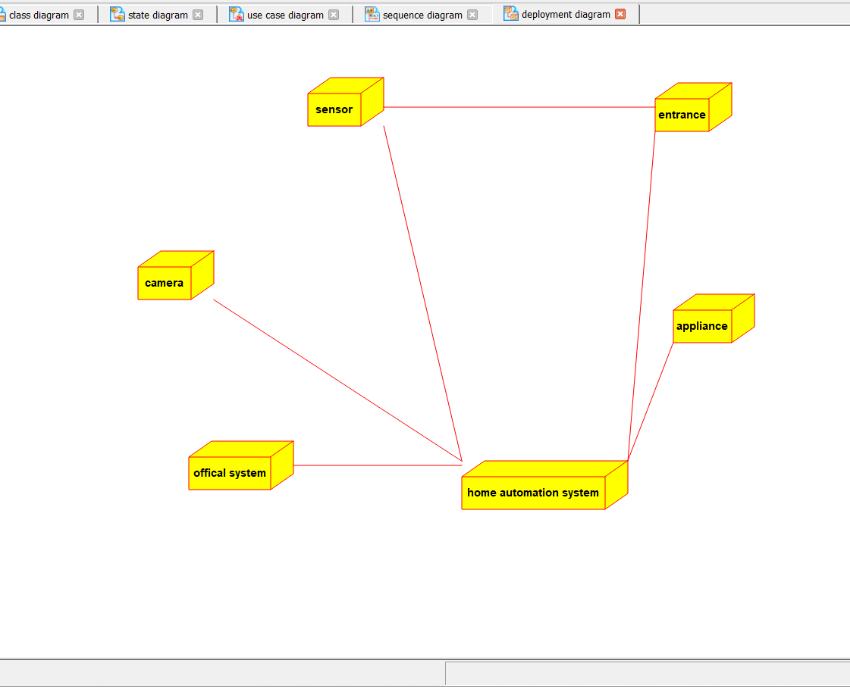 class diagram
state diagram
use case diagram
sequence diagram
deployment diagram
sensor
entrance
camera
appliance
offical system
home automation system